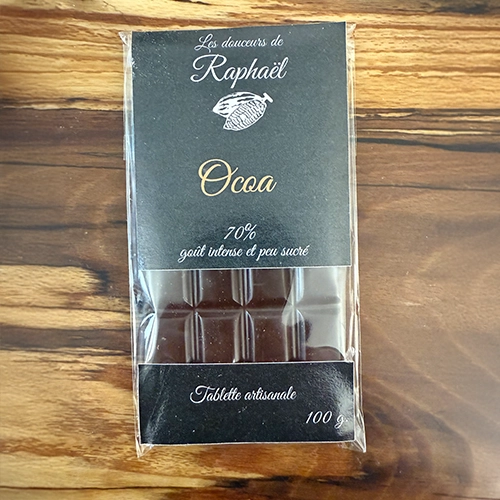 Les douceurs de
Raphaël
Ocoa
70%
goût intense et peu sucré
Tablette artisanale
100 g